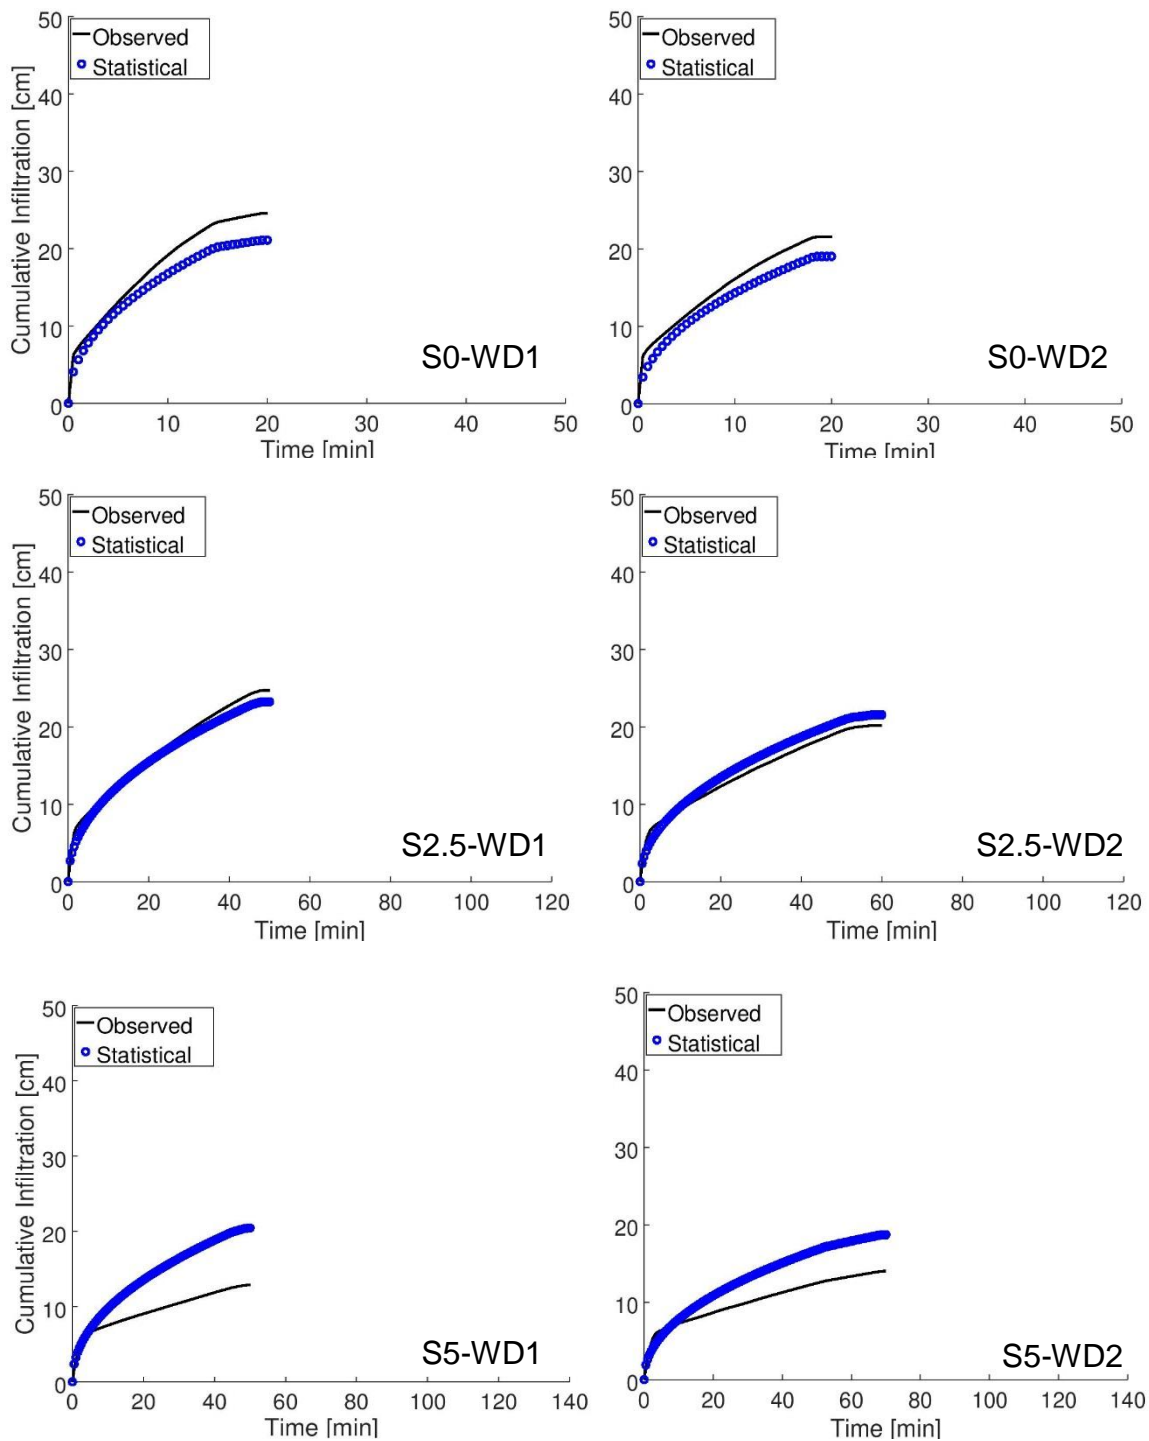 50
Observed
Statistical
40
30
20
10
0
Cumulative Infiltration [cm]
S0-WD1
0 10 20 30 40 50
Time [min]
50
Observed
Statistical
40
30
20
10
0
S0-WD2
0 10 20 30 40 50
Time [min]
50
Observed
Statistical
40
30
20
10
0
Cumulative Infiltration [cm]
S2.5-WD1
0 20 40 60 80 100 120
Time [min]
50
Observed
Statistical
40
30
20
10
0
S2.5-WD2
0 20 40 60 80 100 120
Time [min]
50
Observed
Statistical
40
30
20
10
0
Cumulative Infiltration [cm]
S5-WD1
0 20 40 60 80 100 120 140
Time [min]
50
Observed
Statistical
40
30
20
10
0
S5-WD2
0 20 40 60 80 100 120 140
Time [min]